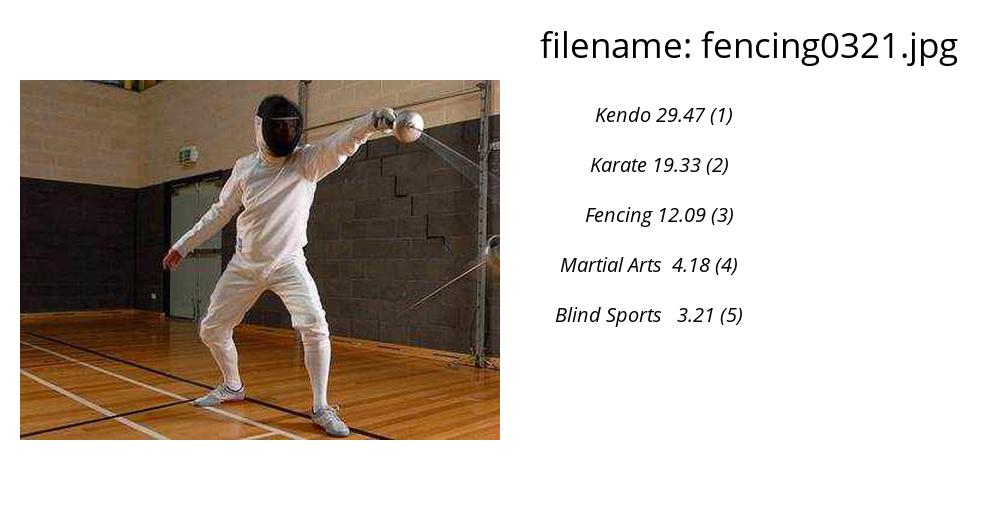 filename: fencing0321.jpg
Kendo 29.47 (1)
Karate 19.33 (2)
Fencing 12.09 (3)
Martial Arts 4.18 (4)
Blind Sports 3.21 (5)